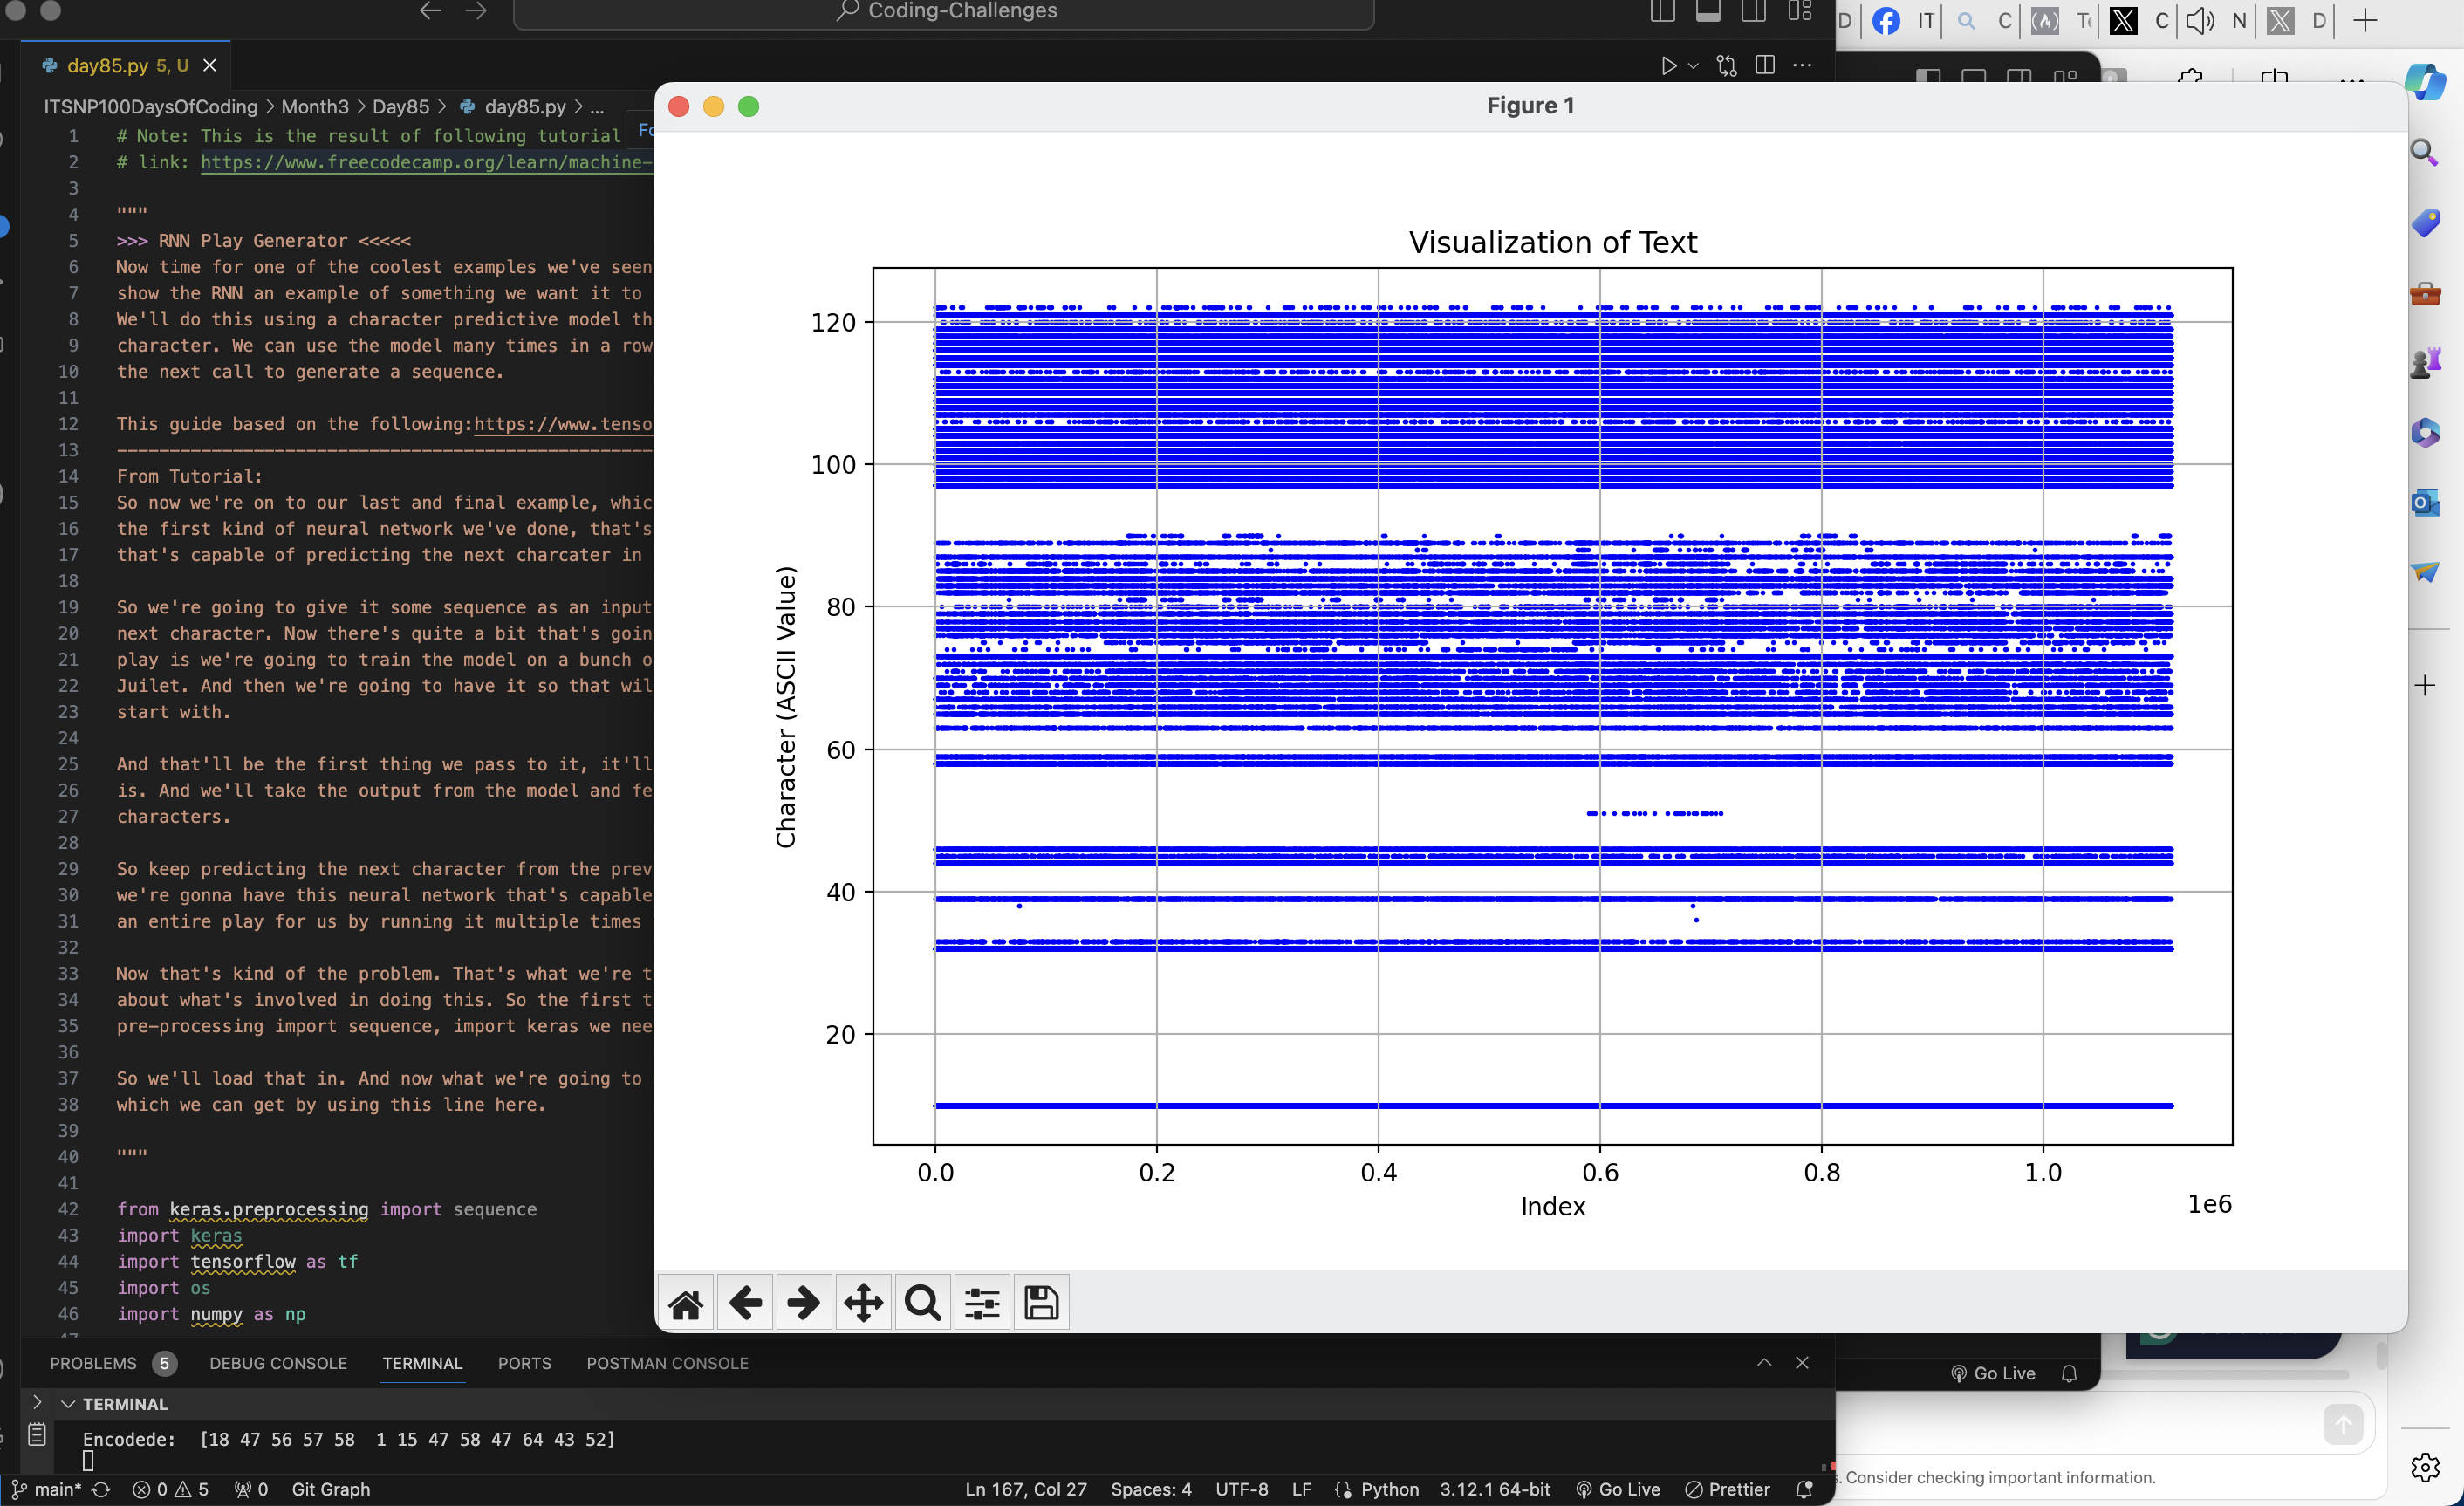 Coding-Challenges
day85.py 5, U
ITSNP100DaysOfCoding > Month3 > Day85 > day85.py > ...
1 # Note: This is the result of following tutorial
2 # link: https://www.freecodecamp.org/learn/machine-
3
4 """
5 >>> RNN Play Generator <<<<<
6 Now time for one of the coolest examples we've seen
7 show the RNN an example of something we want it to
8 We'll do this using a character predictive model th
9 character. We can use the model many times in a row
10 the next call to generate a sequence.
11
12 This guide based on the following:https://www.tenso
13 ---------------------------------------------------
14 From Tutorial:
15 So now we're on to our last and final example, whic
16 the first kind of neural network we've done, that's
17 that's capable of predicting the next charcater in
18
19 So we're going to give it some sequence as an input
20 next character. Now there's quite a bit that's goin
21 play is we're going to train the model on a bunch o
22 Juilet. And then we're going to have it so that wil
23 start with.
24
25 And that'll be the first thing we pass to it, it'll
26 is. And we'll take the output from the model and fe
27 characters.
28
29 So keep predicting the next character from the prev
30 we're gonna have this neural network that's capable
31 an entire play for us by running it multiple times
32
33 Now that's kind of the problem. That's what we're t
34 about what's involved in doing this. So the first t
35 pre-processing import sequence, import keras we nee
36
37 So we'll load that in. And now what we're going to
38 which we can get by using this line here.
39
40 """
41
42 from keras.preprocessing import sequence
43 import keras
44 import tensorflow as tf
45 import os
46 import numpy as np
47
Figure 1
Visualization of Text
Character (ASCII Value)
120
100
80
60
40
20
0.0 0.2 0.4 0.6 0.8 1.0
1e6
Index
PROBLEMS 5 DEBUG CONSOLE TERMINAL PORTS POSTMAN CONSOLE
TERMINAL
Encodede: [18 47 56 57 58 1 15 47 58 47 64 43 52]
main* 0 5 0 Git Graph
Ln 167, Col 27 Spaces: 4 UTF-8 LF Python 3.12.1 64-bit Go Live Prettier
D IT C C N D
Go Live
Consider checking important information.